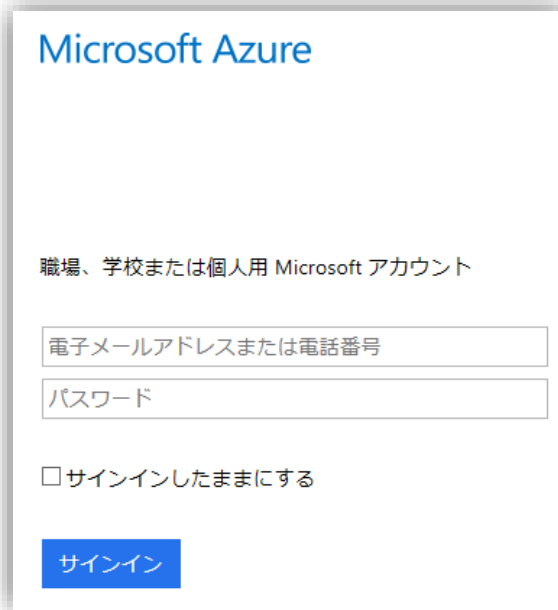 Microsoft Azure
職場、学校または個人用 Microsoft アカウント
電子メールアドレスまたは電話番号
パスワード
サインインしたままにする
サインイン